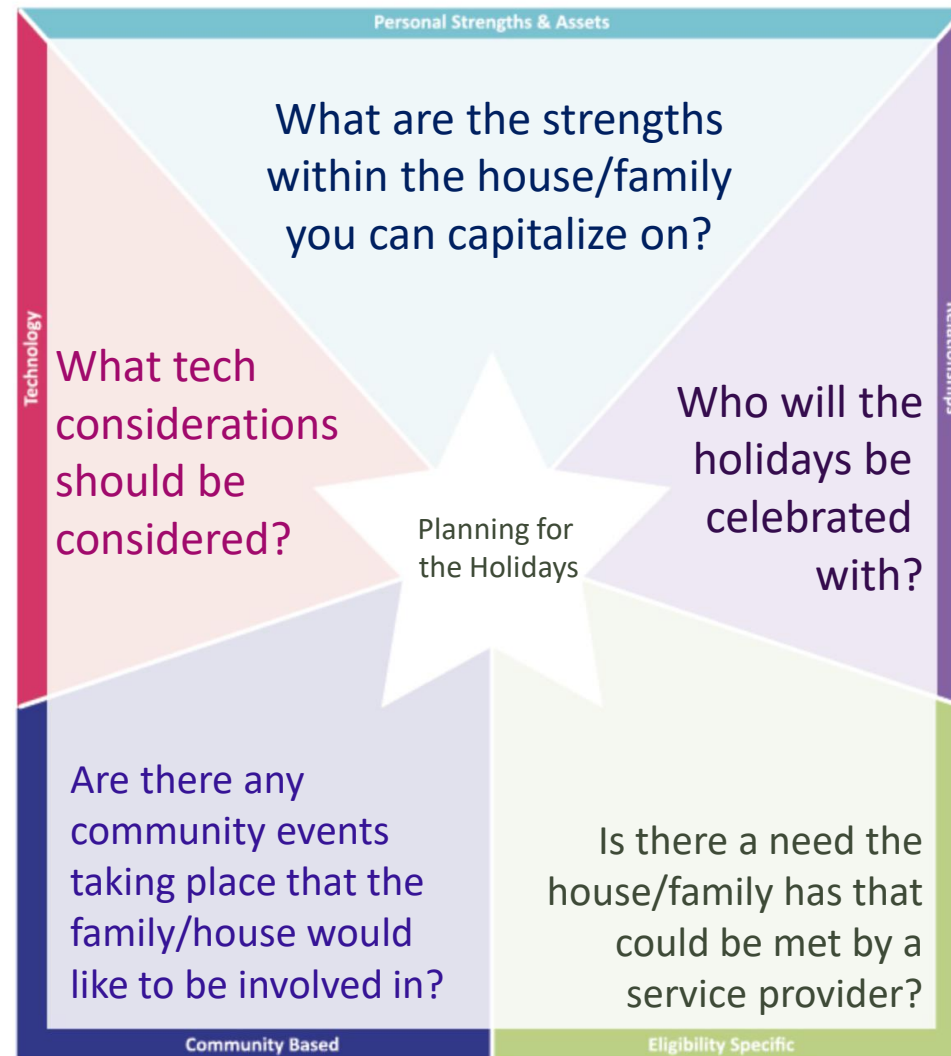 Personal Strengths & Assets
What are the strengths
within the house/family
you can capitalize on?
Technology
What tech
considerations
should be
considered?
Who will the
holidays be
celebrated
with?
Planning for
the Holidays
Are there any
community events
taking place that the
family/house would
like to be involved in?
Is there a need the
house/family has that
could be met by a
service provider?
Community Based
Eligibility Specific